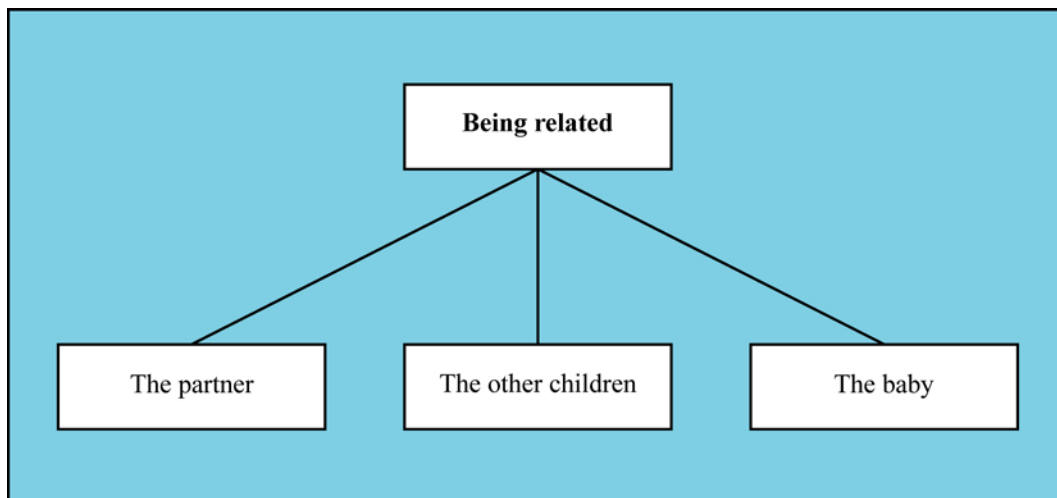 Being related
The partner
The other children
The baby